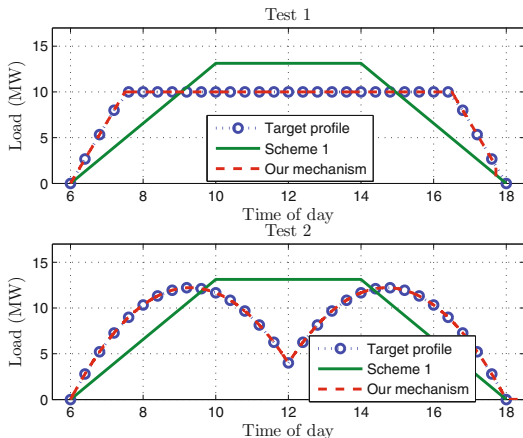 Test 1
Load (MW)
15
10
5
0
Target profile
Scheme 1
Our mechanism
6 8 10 12 14 16 18
Time of day
Test 2
Load (MW)
15
10
5
0
Target profile
Scheme 1
Our mechanism
6 8 10 12 14 16 18
Time of day